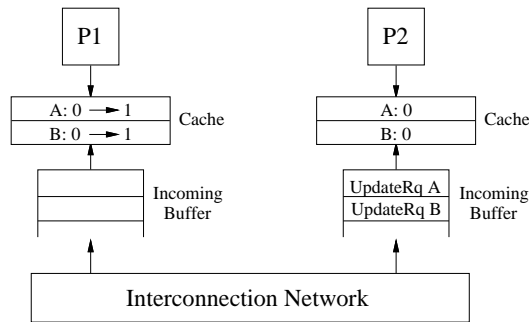 P1
P2
A: 0 → 1
B: 0 → 1
Cache
A: 0
B: 0
Cache
Incoming
Buffer
UpdateRq A
UpdateRq B
Incoming
Buffer
Interconnection Network